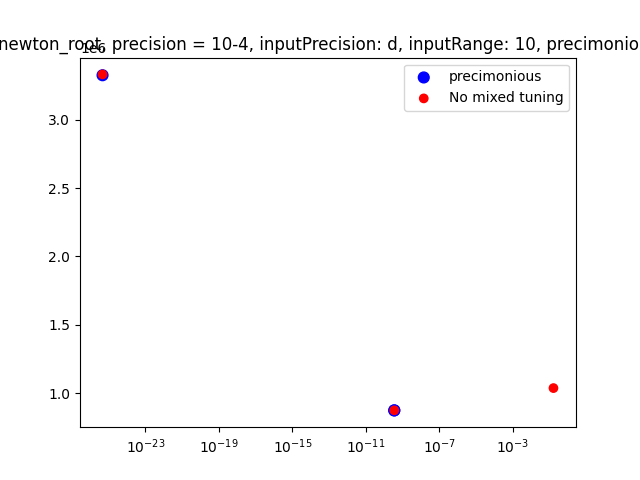 newton_root, precision = 10-4, inputPrecision: d, inputRange: 10, precimonio
1e6
precimonious
No mixed tuning
3.0
2.5
2.0
1.5
1.0
10⁻²³ 10⁻¹⁹ 10⁻¹⁵ 10⁻¹¹ 10⁻⁷ 10⁻³